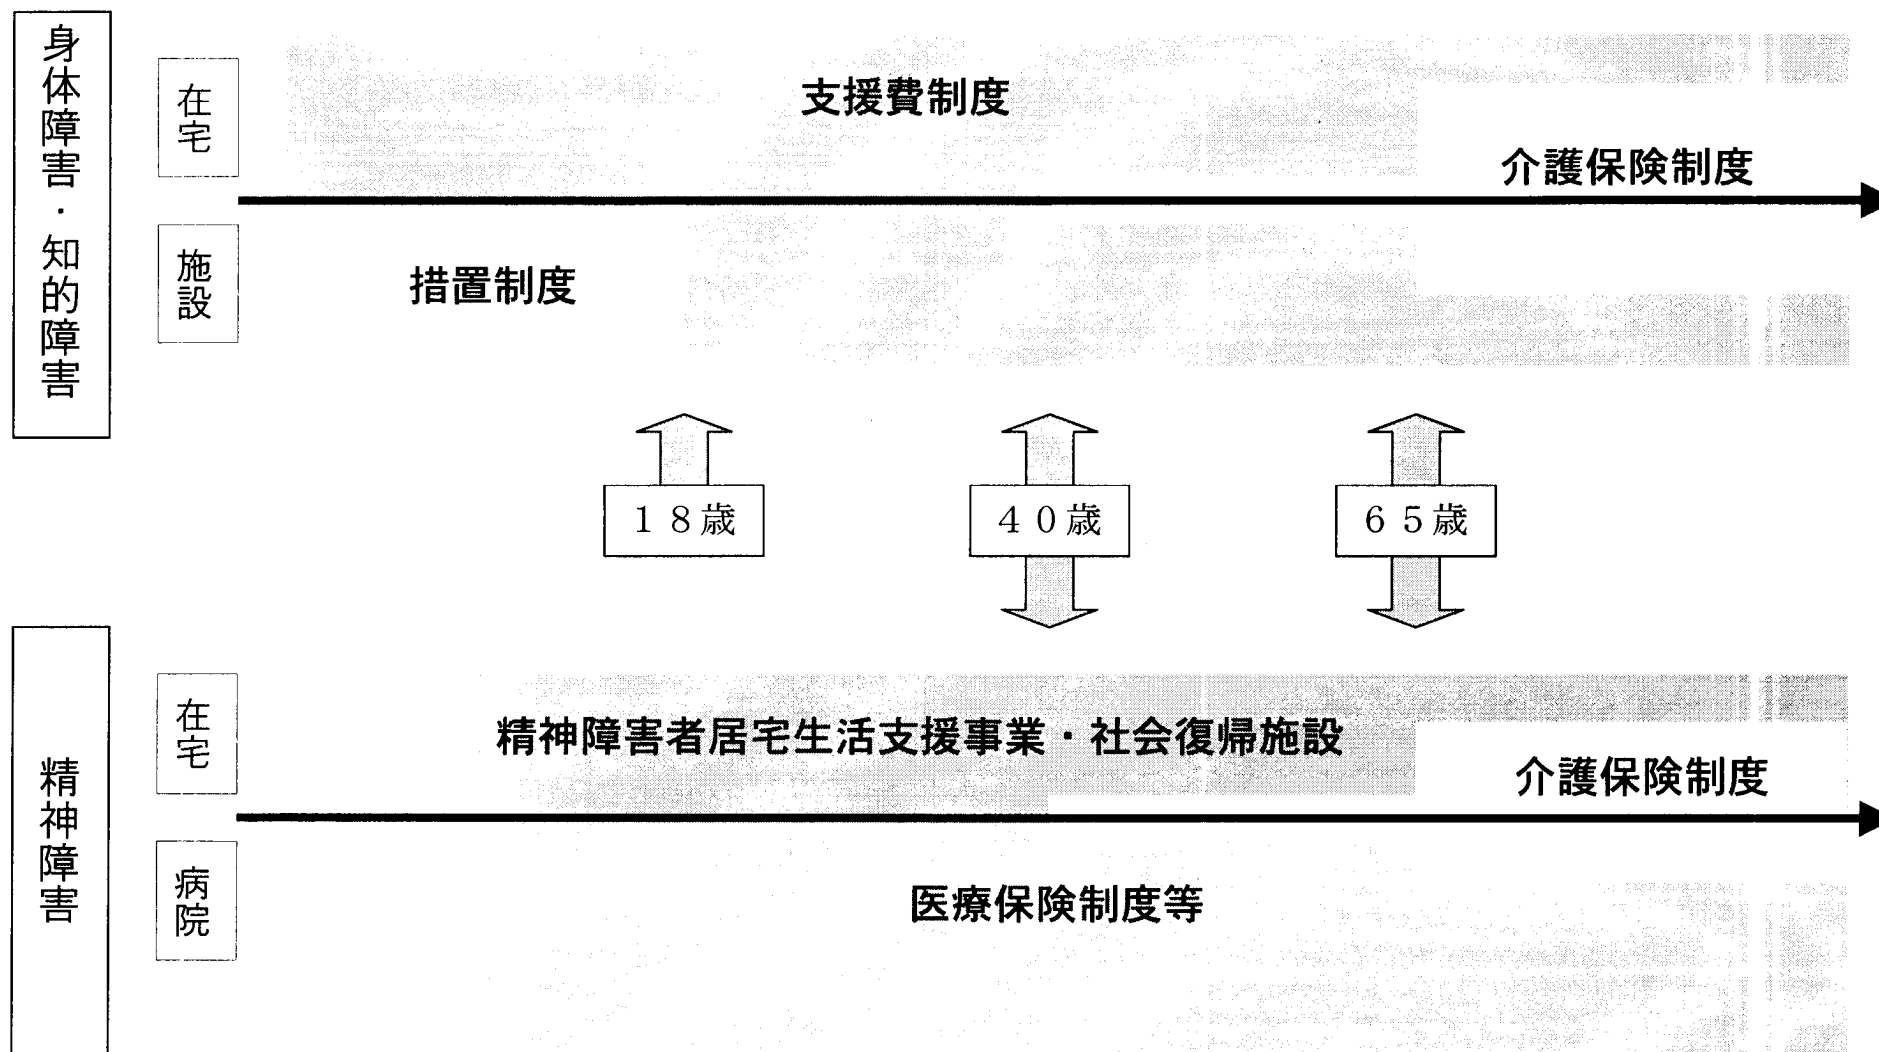 身体障害・知的障害
在宅
支援費制度
介護保険制度
施設
措置制度
１８歳
４０歳
６５歳
精神障害
在宅
精神障害者居宅生活支援事業・社会復帰施設
介護保険制度
病院
医療保険制度等